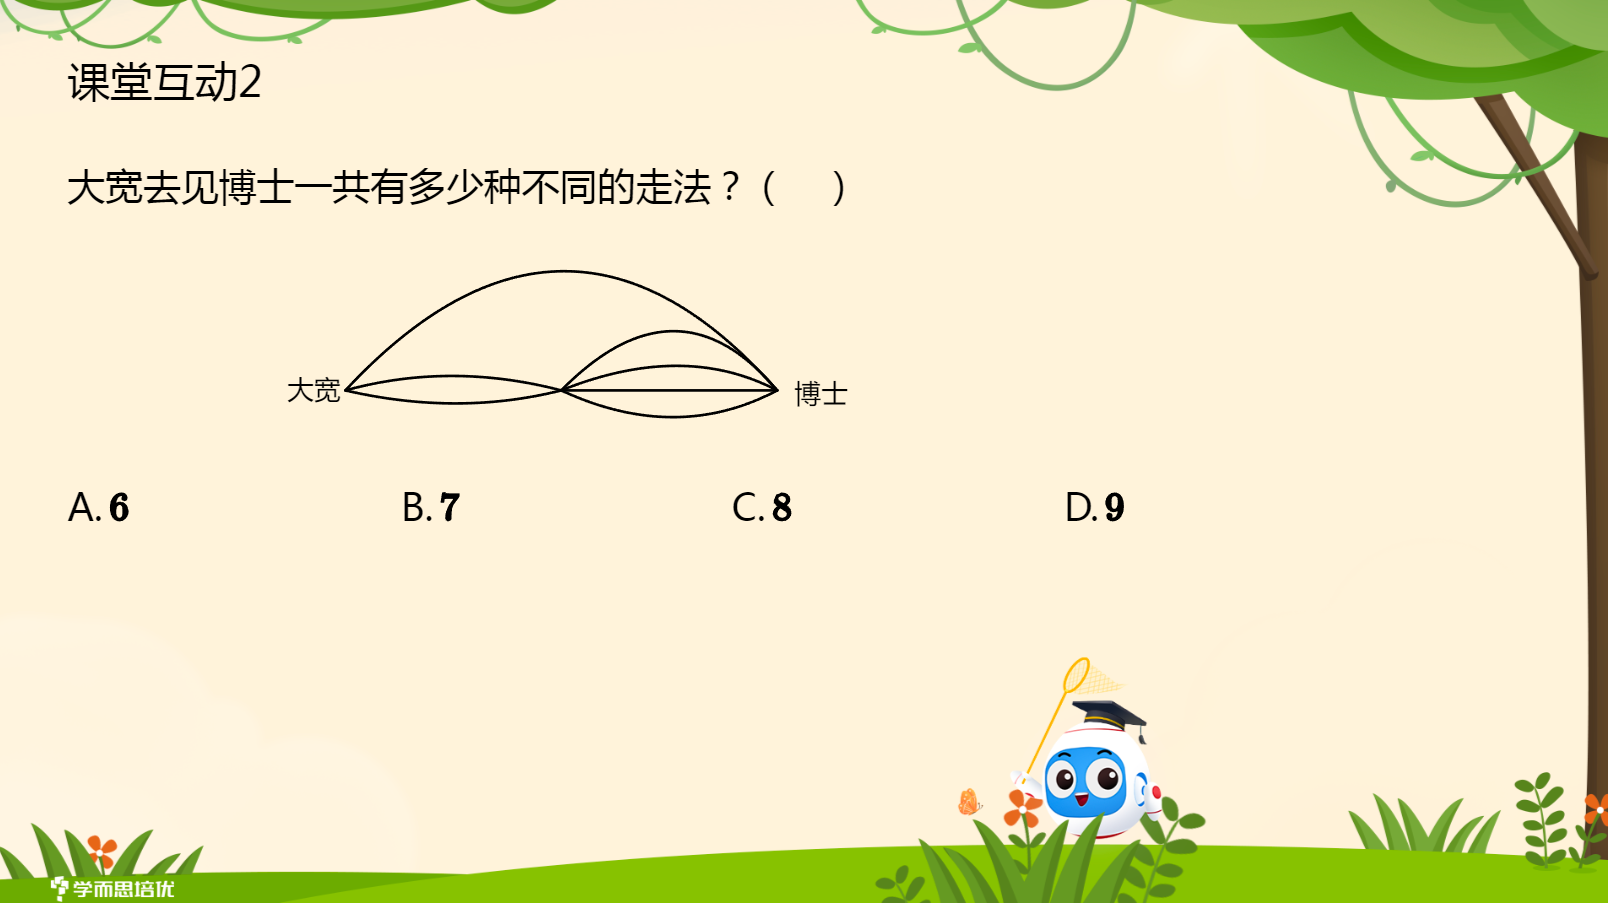 课堂互动2
大宽去见博士一共有多少种不同的走法？（　）
大宽
博士
A. 6 B. 7 C. 8 D. 9
学而思培优